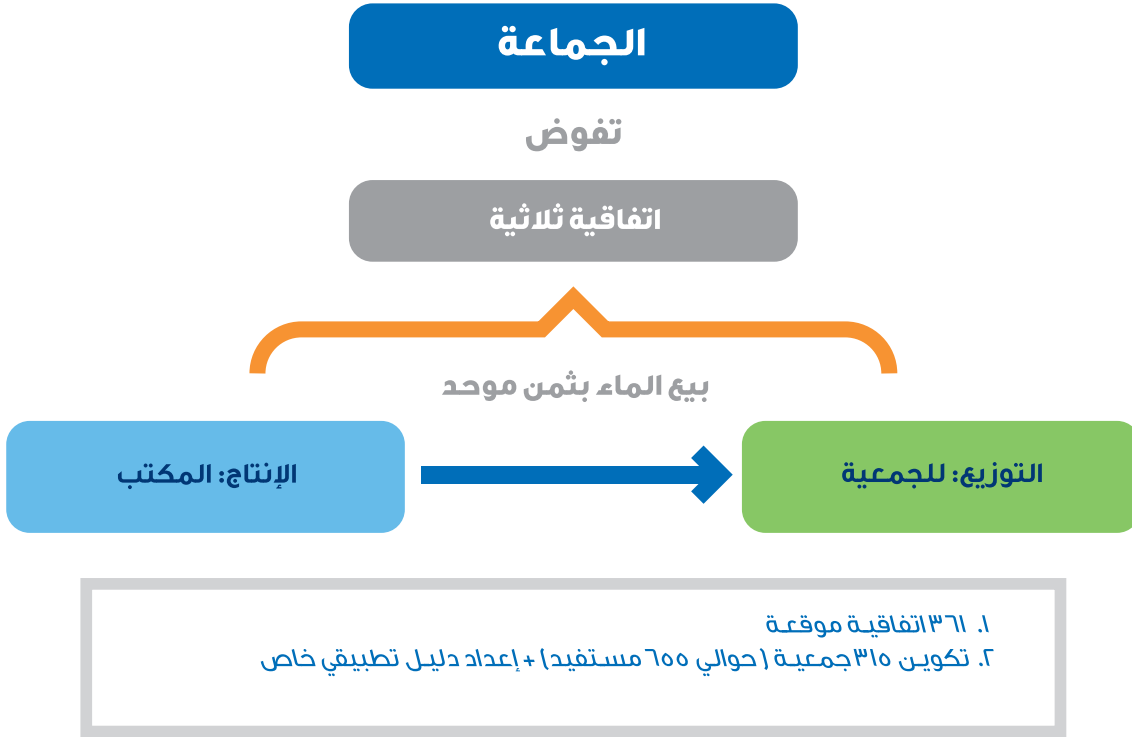 الجماعة
تفوض
اتفاقية ثلاثية
بيع الماء بثمن موحد
التوزيع: للجمعية
الإنتاج: المكتب
١. ٣٦١ اتفاقية موقعة
٢. تكوين ٣١٥ جمعية (حوالي ٦٥٥ مستفيد) + إعداد دليل تطبيقي خاص